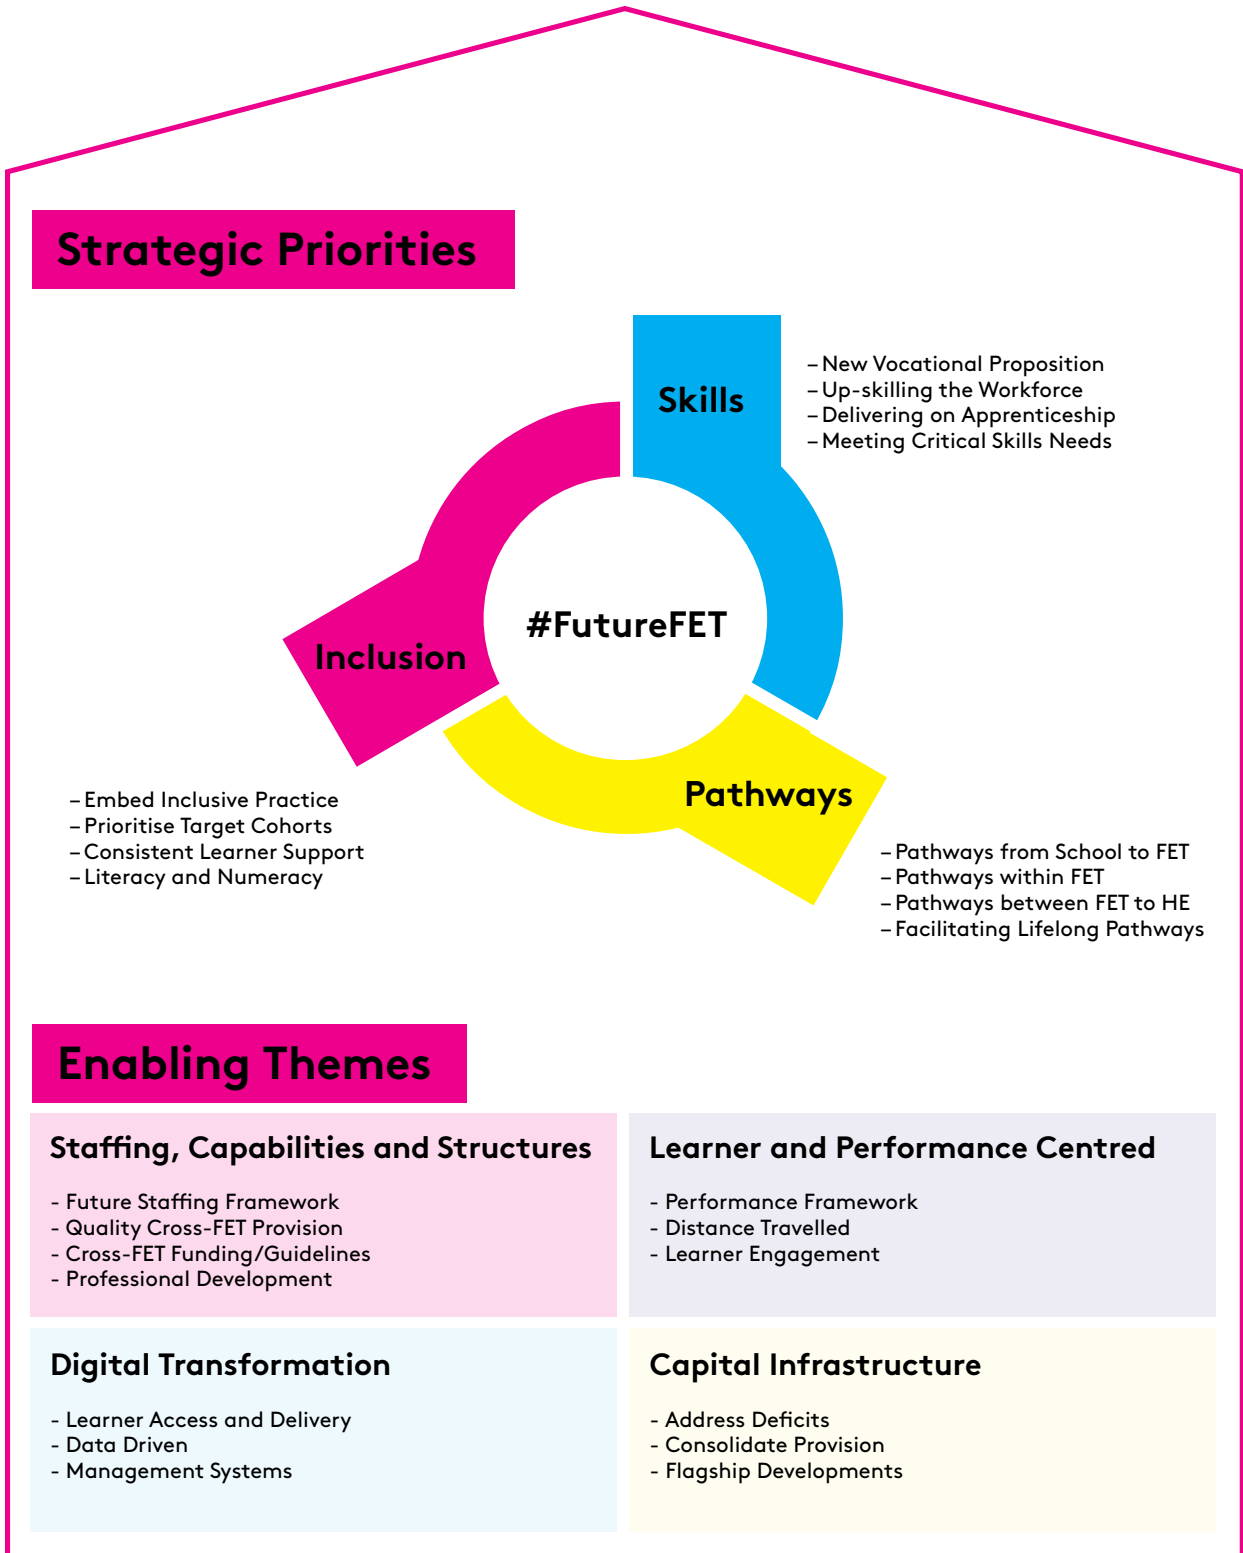 Strategic Priorities
Skills
– New Vocational Proposition
– Up-skilling the Workforce
– Delivering on Apprenticeship
– Meeting Critical Skills Needs
#FutureFET
Inclusion
– Embed Inclusive Practice
– Prioritise Target Cohorts
– Consistent Learner Support
– Literacy and Numeracy
Pathways
– Pathways from School to FET
– Pathways within FET
– Pathways between FET to HE
– Facilitating Lifelong Pathways
Enabling Themes
Staffing, Capabilities and Structures
- Future Staffing Framework
- Quality Cross-FET Provision
- Cross-FET Funding/Guidelines
- Professional Development
Learner and Performance Centred
- Performance Framework
- Distance Travelled
- Learner Engagement
Digital Transformation
- Learner Access and Delivery
- Data Driven
- Management Systems
Capital Infrastructure
- Address Deficits
- Consolidate Provision
- Flagship Developments